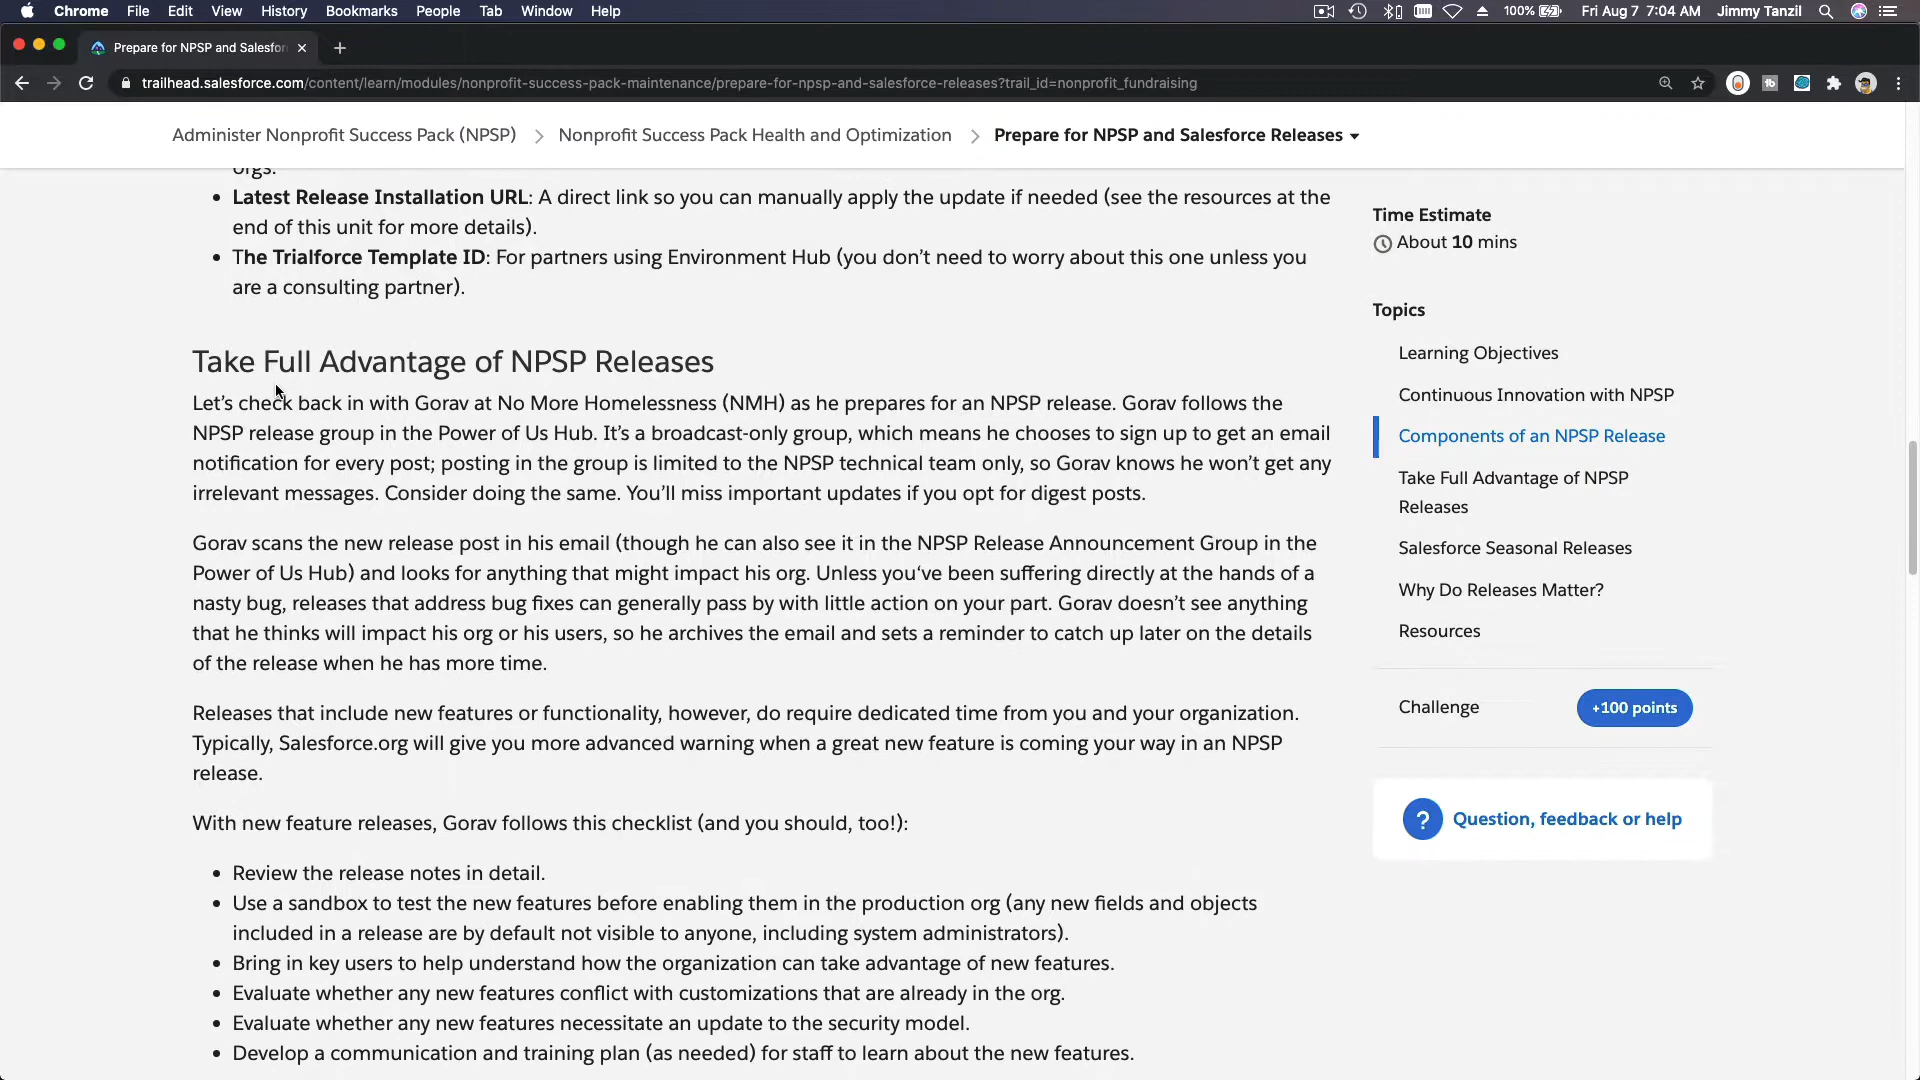 Chrome File Edit View History Bookmarks People Tab Window Help 100% Fri Aug 7 7:04 AM Jimmy Tanzil
Prepare for NPSP and Salesfor
trailhead.salesforce.com/content/learn/modules/nonprofit-success-pack-maintenance/prepare-for-npsp-and-salesforce-releases?trail_id=nonprofit_fundraising
Administer Nonprofit Success Pack (NPSP) > Nonprofit Success Pack Health and Optimization > Prepare for NPSP and Salesforce Releases
orgs.
• Latest Release Installation URL: A direct link so you can manually apply the update if needed (see the resources at the
end of this unit for more details).
• The Trialforce Template ID: For partners using Environment Hub (you don’t need to worry about this one unless you
are a consulting partner).
Take Full Advantage of NPSP Releases
Let’s check back in with Gorav at No More Homelessness (NMH) as he prepares for an NPSP release. Gorav follows the
NPSP release group in the Power of Us Hub. It’s a broadcast-only group, which means he chooses to sign up to get an email
notification for every post; posting in the group is limited to the NPSP technical team only, so Gorav knows he won’t get any
irrelevant messages. Consider doing the same. You’ll miss important updates if you opt for digest posts.
Gorav scans the new release post in his email (though he can also see it in the NPSP Release Announcement Group in the
Power of Us Hub) and looks for anything that might impact his org. Unless you‘ve been suffering directly at the hands of a
nasty bug, releases that address bug fixes can generally pass by with little action on your part. Gorav doesn’t see anything
that he thinks will impact his org or his users, so he archives the email and sets a reminder to catch up later on the details
of the release when he has more time.
Releases that include new features or functionality, however, do require dedicated time from you and your organization.
Typically, Salesforce.org will give you more advanced warning when a great new feature is coming your way in an NPSP
release.
With new feature releases, Gorav follows this checklist (and you should, too!):
• Review the release notes in detail.
• Use a sandbox to test the new features before enabling them in the production org (any new fields and objects
included in a release are by default not visible to anyone, including system administrators).
• Bring in key users to help understand how the organization can take advantage of new features.
• Evaluate whether any new features conflict with customizations that are already in the org.
• Evaluate whether any new features necessitate an update to the security model.
• Develop a communication and training plan (as needed) for staff to learn about the new features.
Time Estimate
About 10 mins
Topics
Learning Objectives
Continuous Innovation with NPSP
Components of an NPSP Release
Take Full Advantage of NPSP
Releases
Salesforce Seasonal Releases
Why Do Releases Matter?
Resources
Challenge +100 points
? Question, feedback or help